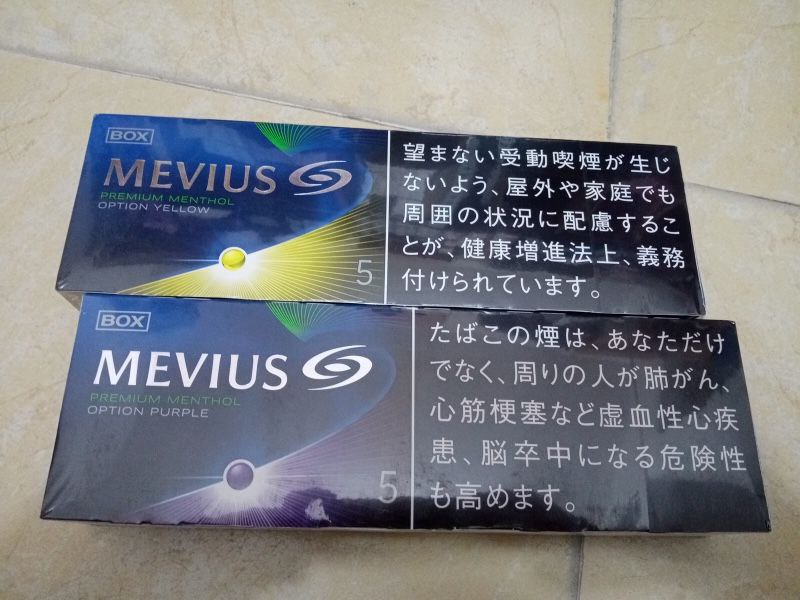 BOX
MEVIUS
PREMIUM MENTHOL
OPTION YELLOW
5
望まない受動喫煙が生じ
ないよう、屋外や家庭でも
周囲の状況に配慮するこ
とが、健康増進法上、義務
付けられています。
BOX
MEVIUS
PREMIUM MENTHOL
OPTION PURPLE
5
たばこの煙は、あなただけ
でなく、周りの人が肺がん、
心筋梗塞など虚血性心疾
患、脳卒中になる危険性
も高めます。